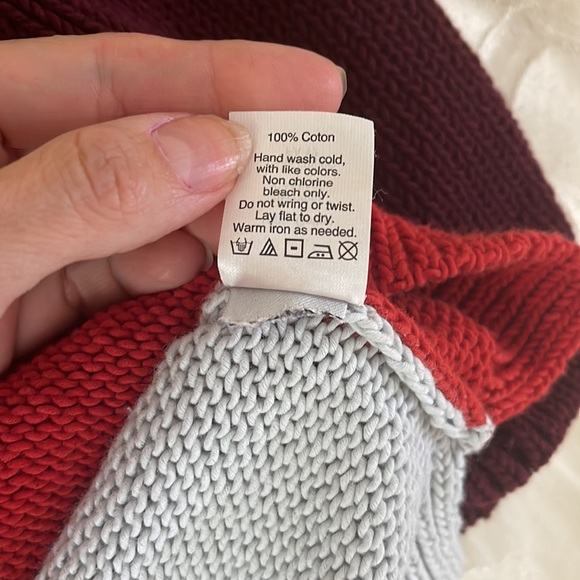 100% Coton
Hand wash cold,
with like colors.
Non chlorine
bleach only.
Do not wring or twist.
Lay flat to dry.
Warm iron as needed.